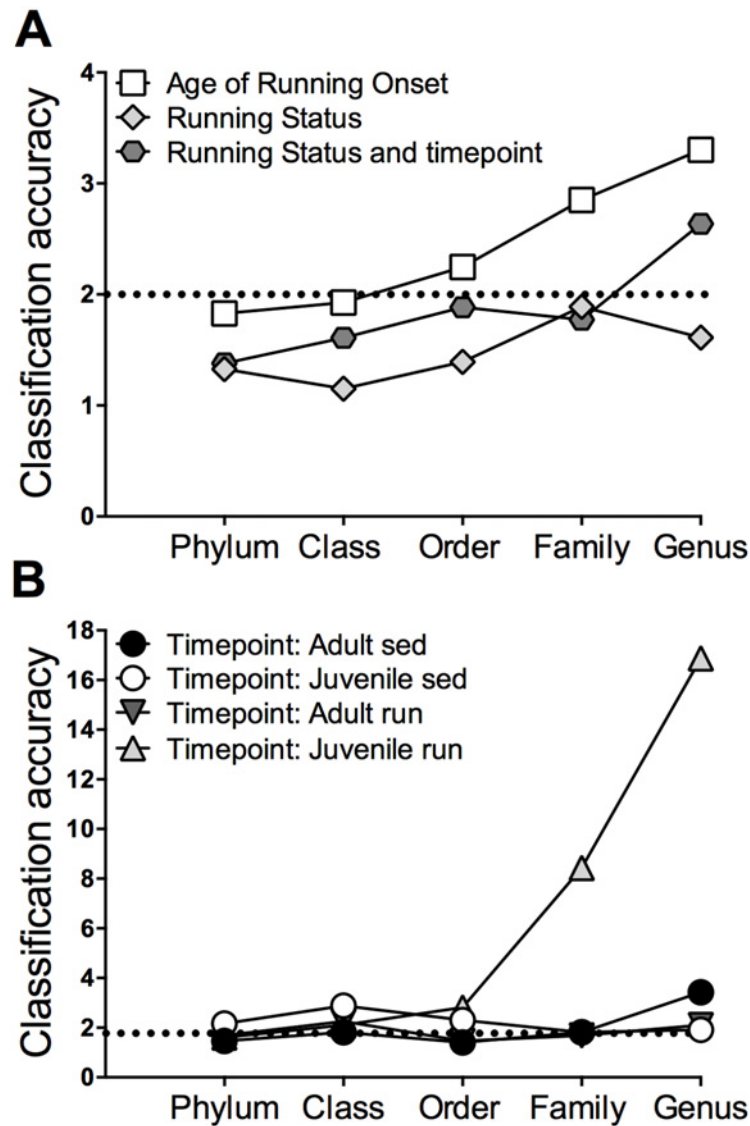 A
Classification accuracy
4
3
2
1
0
Age of Running Onset
Running Status
Running Status and timepoint
Phylum Class Order Family Genus
B
Classification accuracy
18
16
14
12
10
8
6
4
2
0
Timepoint: Adult sed
Timepoint: Juvenile sed
Timepoint: Adult run
Timepoint: Juvenile run
Phylum Class Order Family Genus